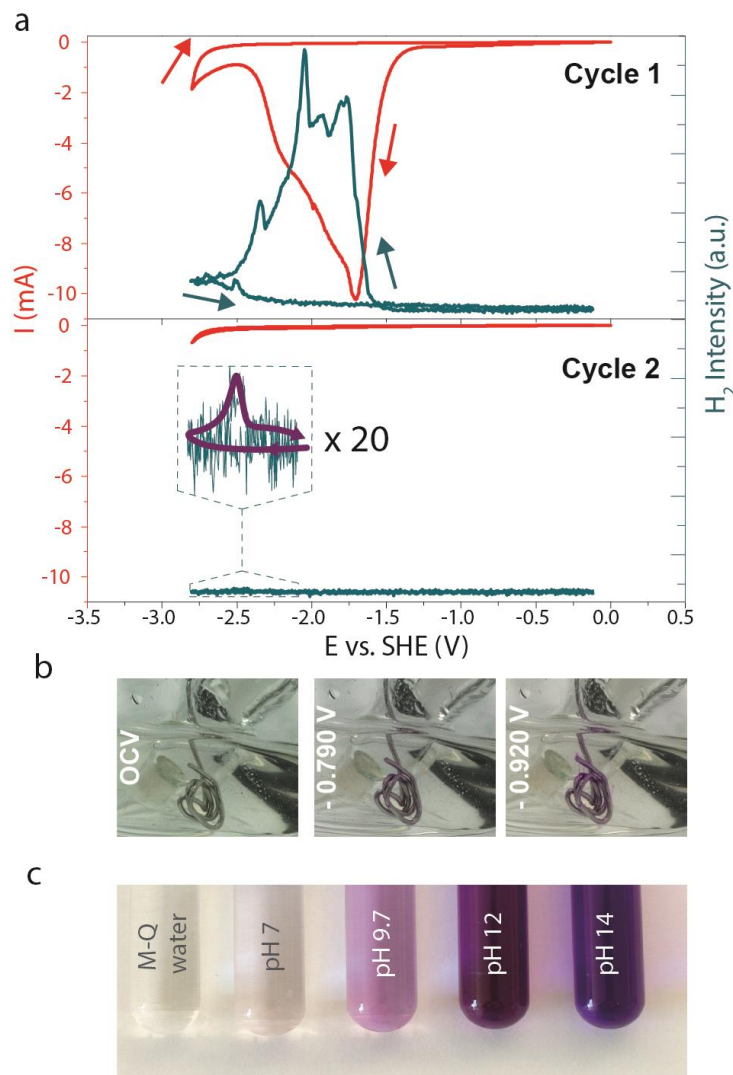 a
Cycle 1
0
-2
-4
-6
-8
-10
I (mA)
H₂ Intensity (a.u.)
Cycle 2
0
-2
-4
-6
-8
-10
x 20
-3.5 -3.0 -2.5 -2.0 -1.5 -1.0 -0.5 0.0 0.5
E vs. SHE (V)
b
OCV
- 0.790 V
- 0.920 V
c
M-Q
water
pH 7
pH 9.7
pH 12
pH 14